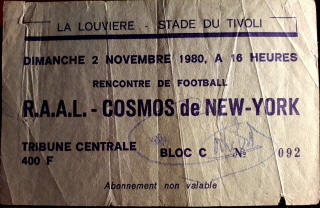 LA LOUVIERE - STADE DU TIVOLI
DIMANCHE 2 NOVEMBRE 1980, A 16 HEURES
RENCONTRE DE FOOTBALL
R.A.A.L. - COSMOS de NEW-YORK
TRIBUNE CENTRALE
400 F
BLOC C N° 092
Abonnement non valable